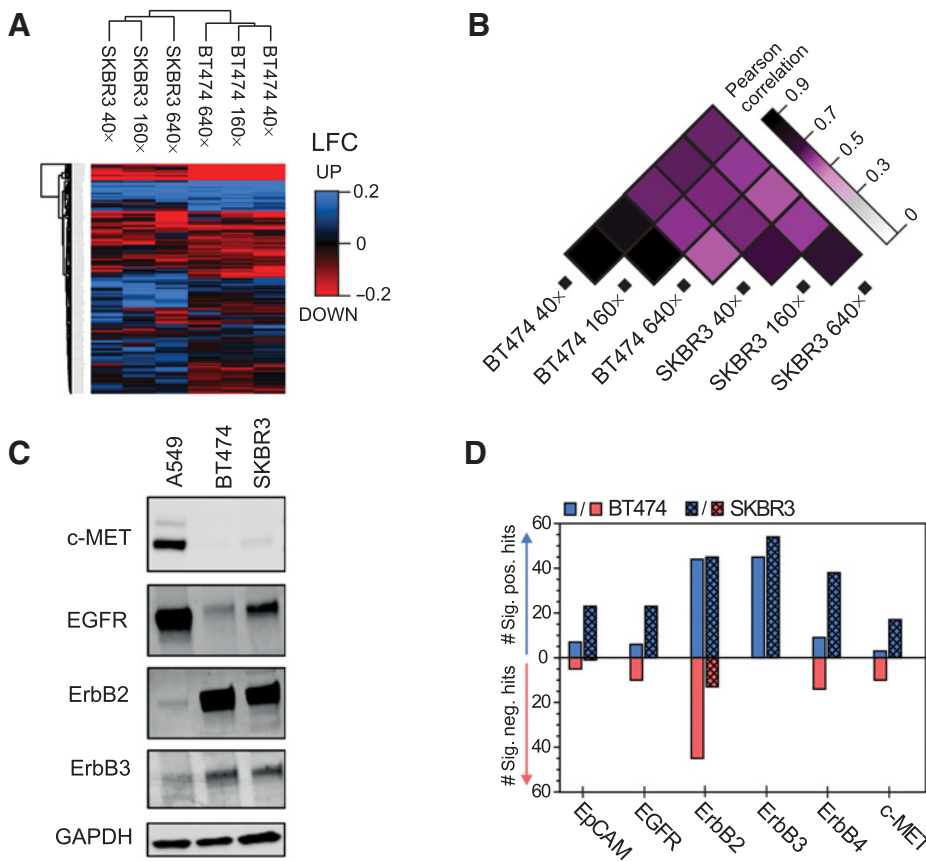 A
SKBR3 40×
SKBR3 160×
SKBR3 640×
BT474 640×
BT474 160×
BT474 40×
LFC
UP
0.2
0
−0.2
DOWN
B
Pearson
correlation
0.9
0.7
0.5
0.3
0
BT474 40×
BT474 160×
BT474 640×
SKBR3 40×
SKBR3 160×
SKBR3 640×
C
A549
BT474
SKBR3
c-MET
EGFR
ErbB2
ErbB3
GAPDH
D
/ BT474 / SKBR3
# Sig. pos. hits
# Sig. neg. hits
60
40
20
0
20
40
60
EpCAM
EGFR
ErbB2
ErbB3
ErbB4
c-MET